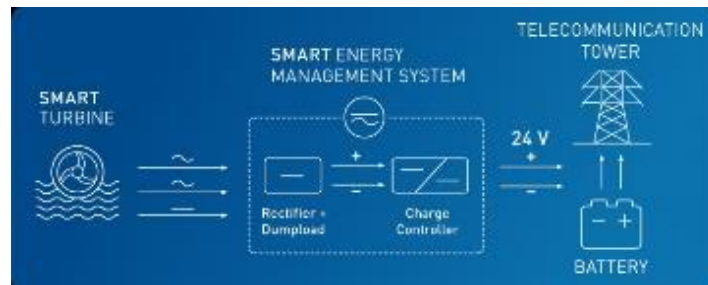 TELECOMMUNICATION
TOWER
SMART ENERGY
MANAGEMENT SYSTEM
SMART
TURBINE
24 V
+
−
+
−
Rectifier +
Dumpload
Charge
Controller
− +
BATTERY